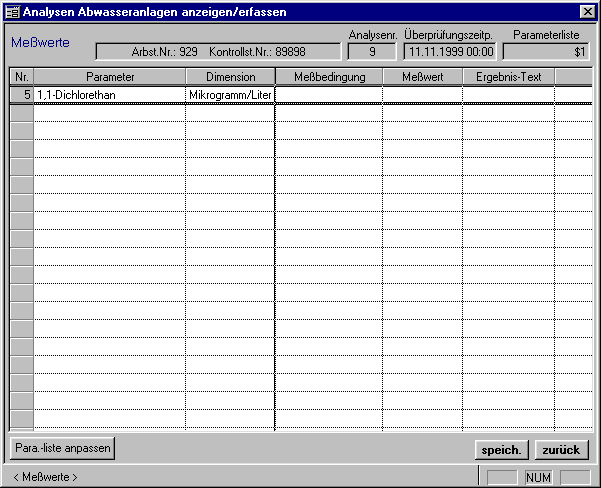 Analysen Abwasseranlagen anzeigen/erfassen
Meßwerte
Arbst.Nr.: 929 Kontrollst.Nr.: 89898
Analysenr. Überprüfungszeitp. Parameterliste
9 11.11.1999 00:00 $1
Nr. Parameter Dimension Meßbedingung Meßwert Ergebnis-Text
5 1,1-Dichlorethan Mikrogramm/Liter
Para.-liste anpassen speich. zurück
< Meßwerte > NUM